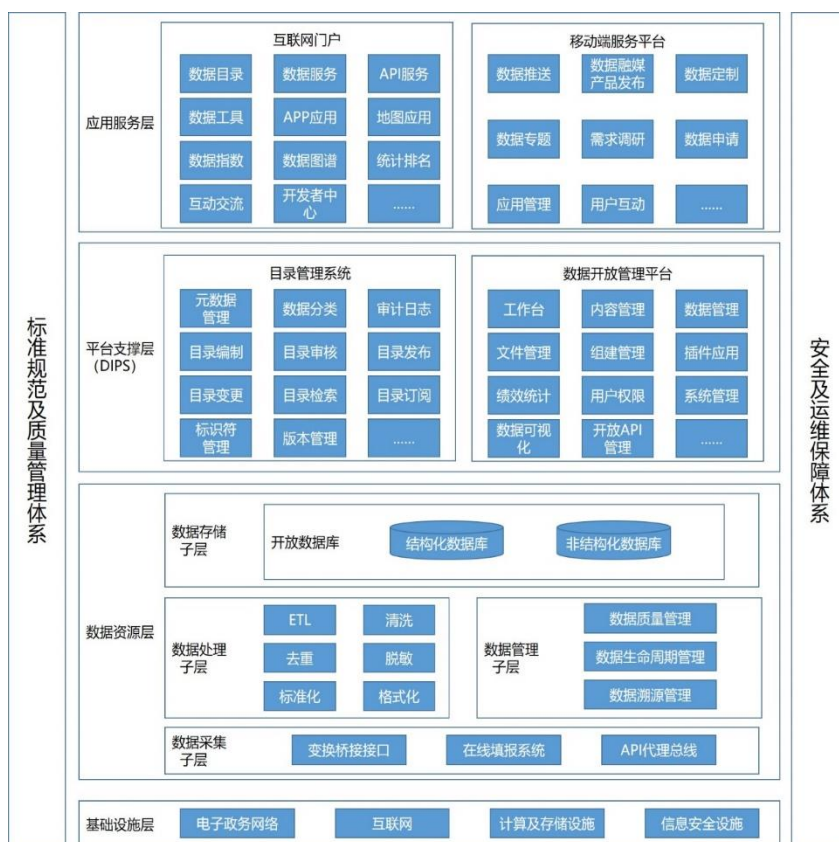 标准规范及质量管理体系
应用服务层
互联网门户
数据目录
数据服务
API服务
数据工具
APP应用
地图应用
数据指数
数据图谱
统计排名
互动交流
开发者中
心
......
移动端服务平台
数据推送
数据融媒
产品发布
数据定制
数据专题
需求调研
数据申请
应用管理
用户互动
......
平台支撑层
（DIPS）
目录管理系统
元数据
管理
数据分类
审计日志
目录编制
目录审核
目录发布
目录变更
目录检索
目录订阅
标识符
管理
版本管理
......
数据开放管理平台
工作台
内容管理
数据管理
文件管理
组建管理
插件应用
绩效统计
用户权限
系统管理
数据可视
化
开放API
管理
......
数据资源层
数据存储
子层
开放数据库
结构化数据库
非结构化数据库
数据处理
子层
ETL
清洗
去重
脱敏
标准化
格式化
数据管理
子层
数据质量管理
数据生命周期管理
数据溯源管理
数据采集
子层
变换桥接接口
在线填报系统
API代理总线
基础设施层
电子政务网络
互联网
计算及存储设施
信息安全设施
安全及运维保障体系